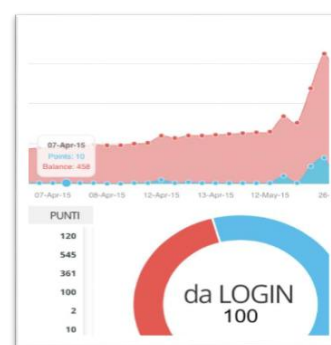 07-Apr-15
Points: 10
Balance: 458
07-Apr-15 08-Apr-15 12-Apr-15 13-Apr-15 12-May-15 26-
PUNTI
120
545
361
100
2
10
da LOGIN
100